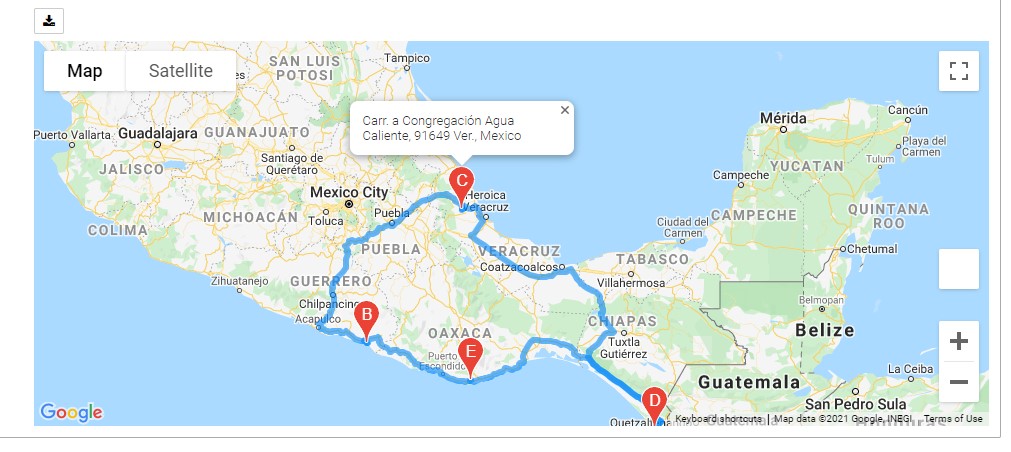 Map
Satellite
es
SAN LUIS
POTOSI
Tampico
Carr. a Congregación Agua
Caliente, 91649 Ver., Mexico
Puerto Vallarta
Guadalajara
GUANAJUATO
Santiago de
Querétaro
JALISCO
Mexico City
Toluca
Puebla
MICHOACÁN
COLIMA
PUEBLA
C
Heroica
Veracruz
VERACRUZ
Coatzacoalcos
Zihuatanejo
GUERRERO
Chilpancingo
Acapulco
B
OAXACA
Puerto
Escondido
E
Mérida
Cancún
Playa del
Carmen
Tulum
YUCATAN
Campeche
CAMPECHE
QUINTANA
ROO
Ciudad del
Carmen
Chetumal
TABASCO
Villahermosa
CHIAPAS
Tuxtla
Gutiérrez
Belmopan
Belize
Guatemala
La Ceiba
San Pedro Sula
D
Google
Keyboard shortcuts
Map data ©2021 Google, INEGI
Terms of Use